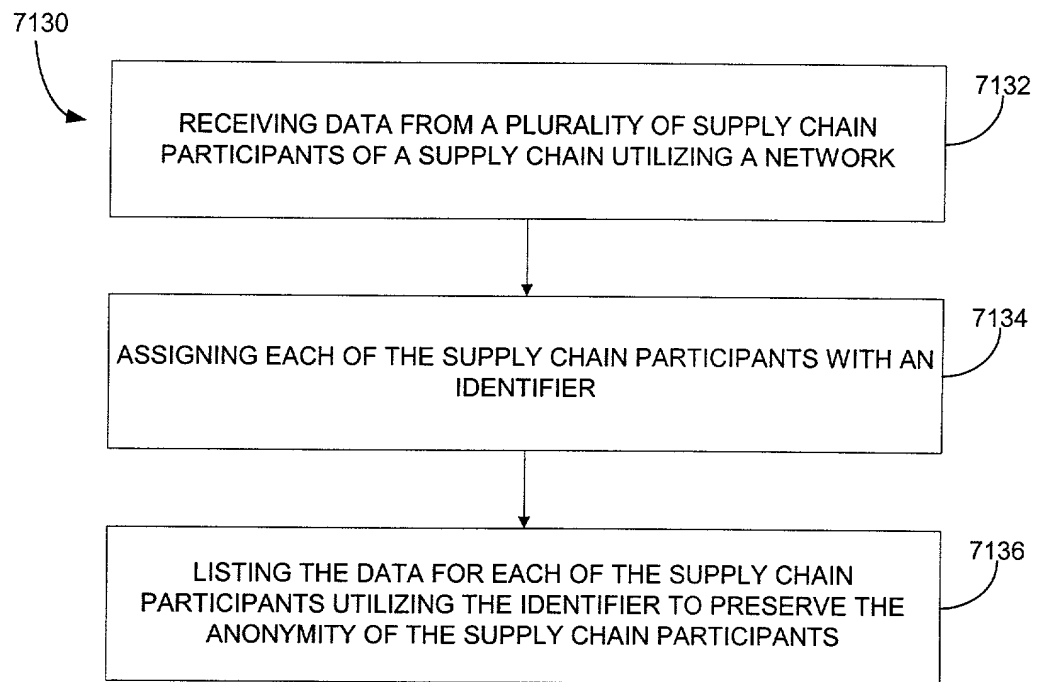 7130
7132
RECEIVING DATA FROM A PLURALITY OF SUPPLY CHAIN
PARTICIPANTS OF A SUPPLY CHAIN UTILIZING A NETWORK
7134
ASSIGNING EACH OF THE SUPPLY CHAIN PARTICIPANTS WITH AN
IDENTIFIER
7136
LISTING THE DATA FOR EACH OF THE SUPPLY CHAIN
PARTICIPANTS UTILIZING THE IDENTIFIER TO PRESERVE THE
ANONYMITY OF THE SUPPLY CHAIN PARTICIPANTS